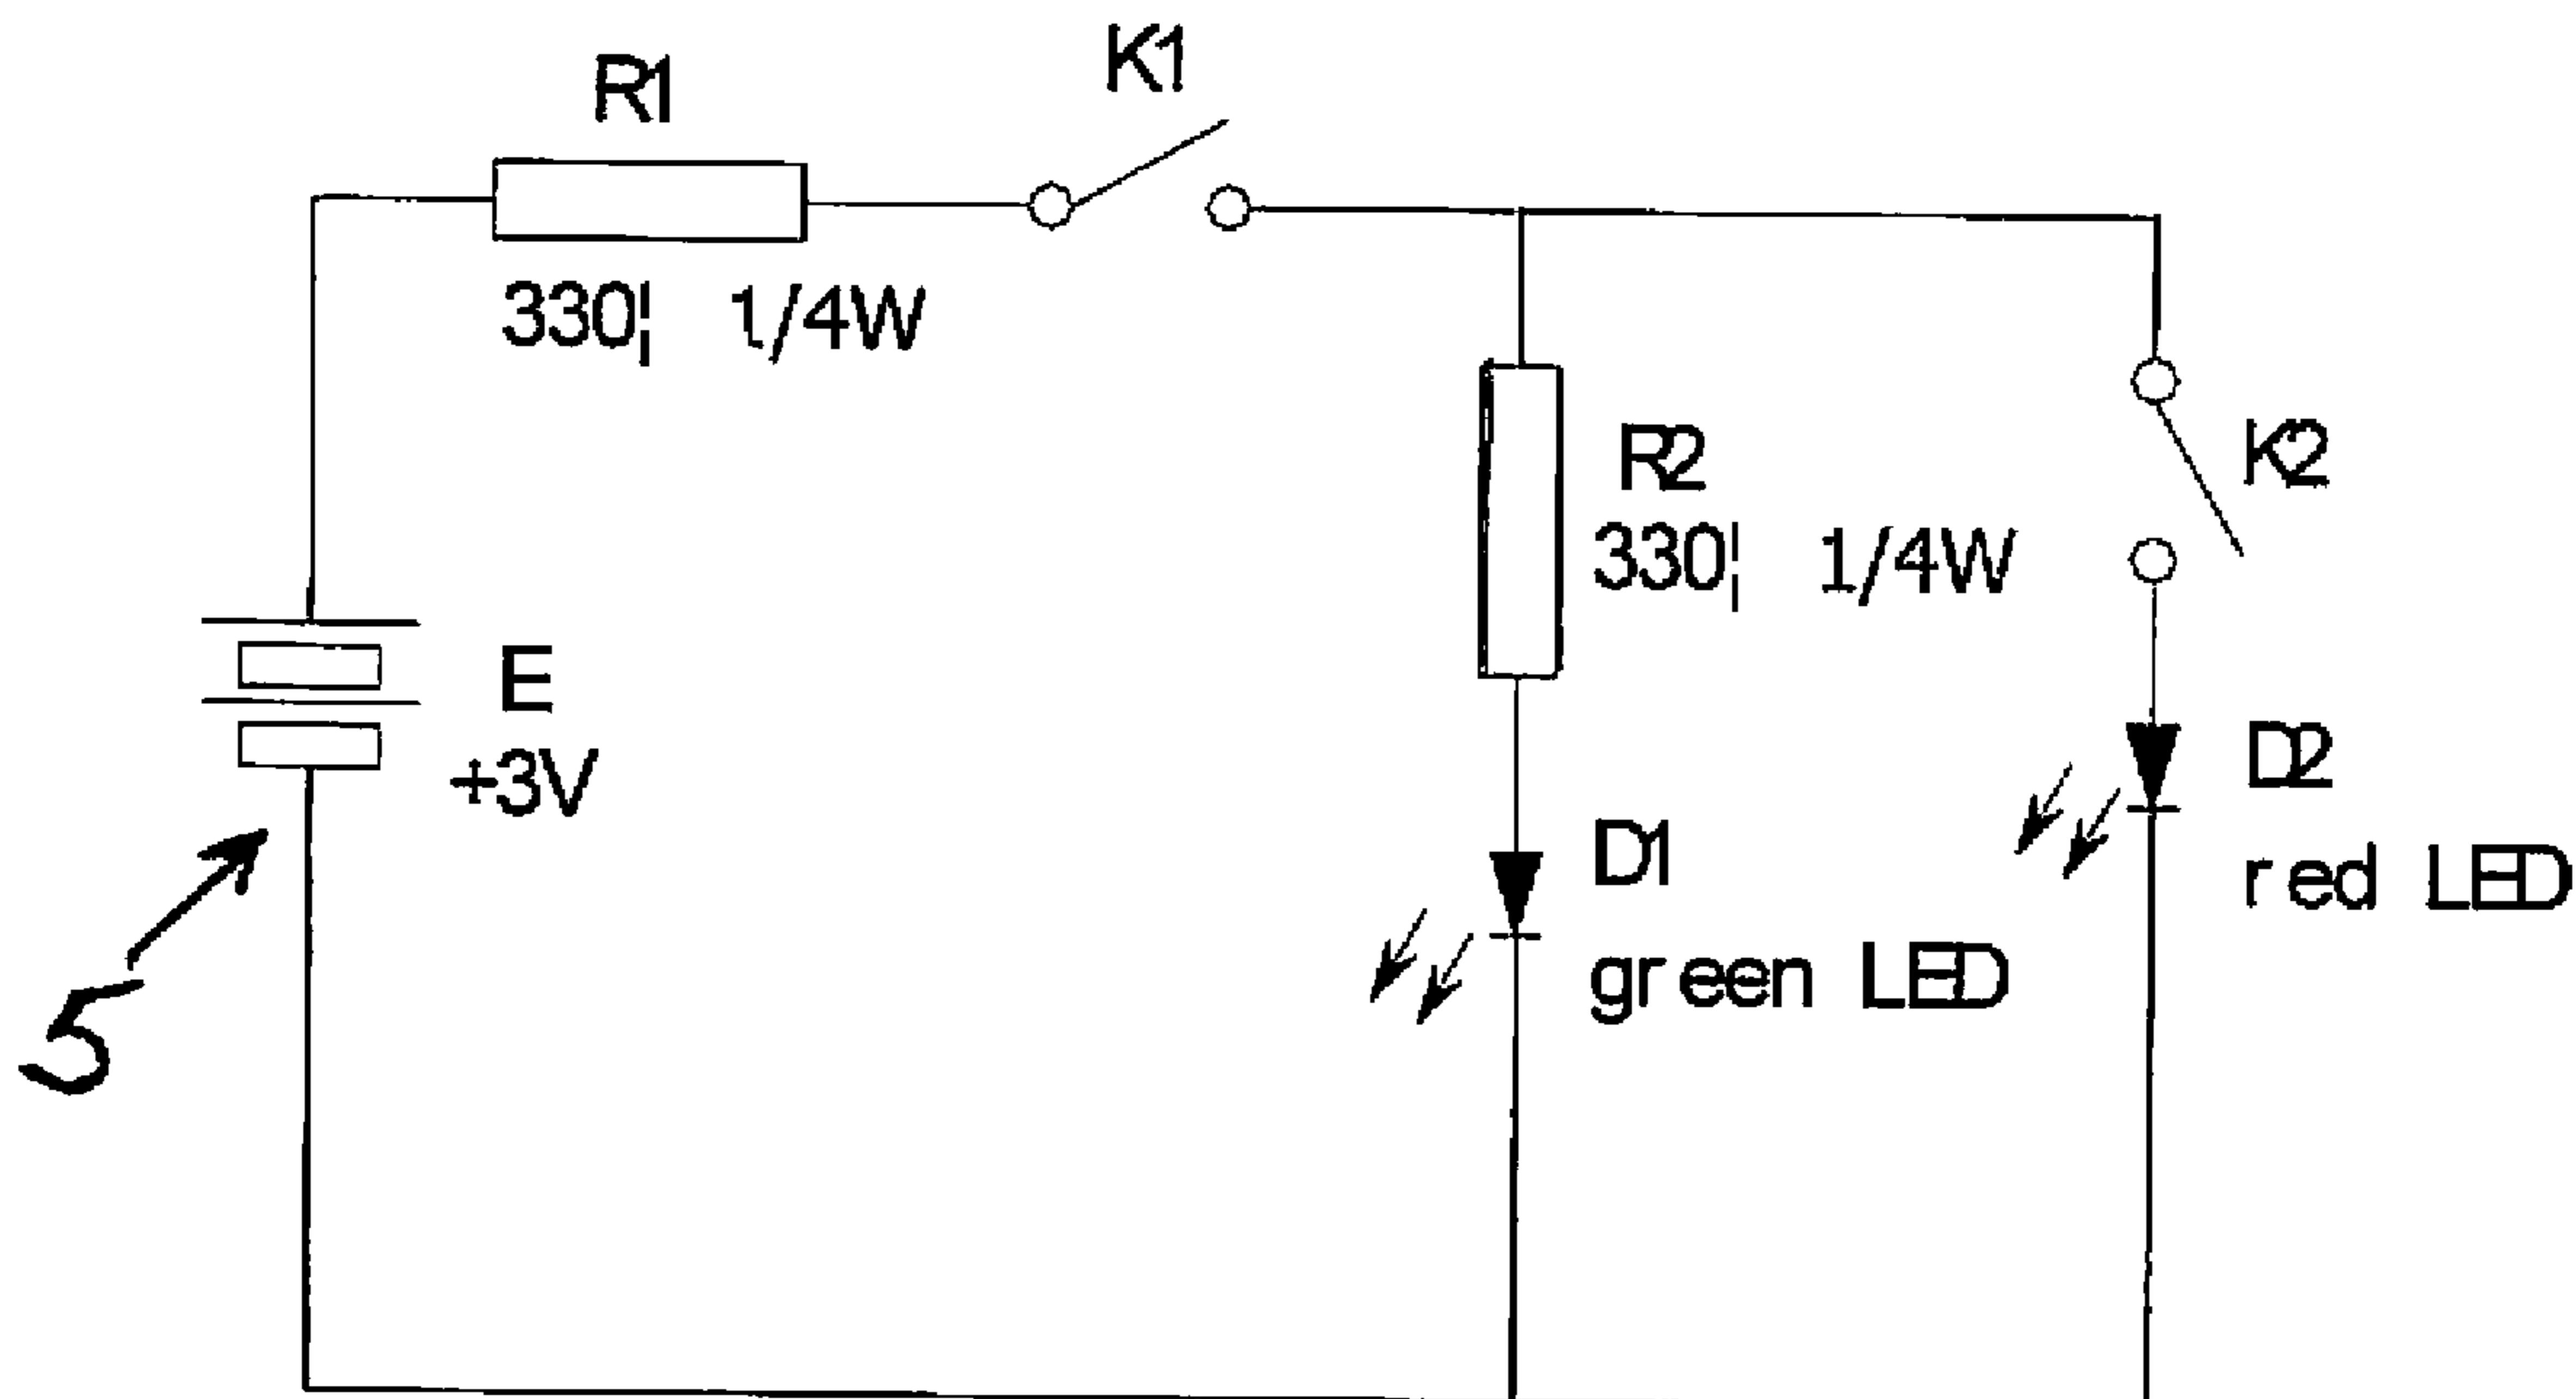 R1
K1
330¦ 1/4W
R2
330¦ 1/4W
K2
E
+3V
D1
green LED
D2
red LED
5